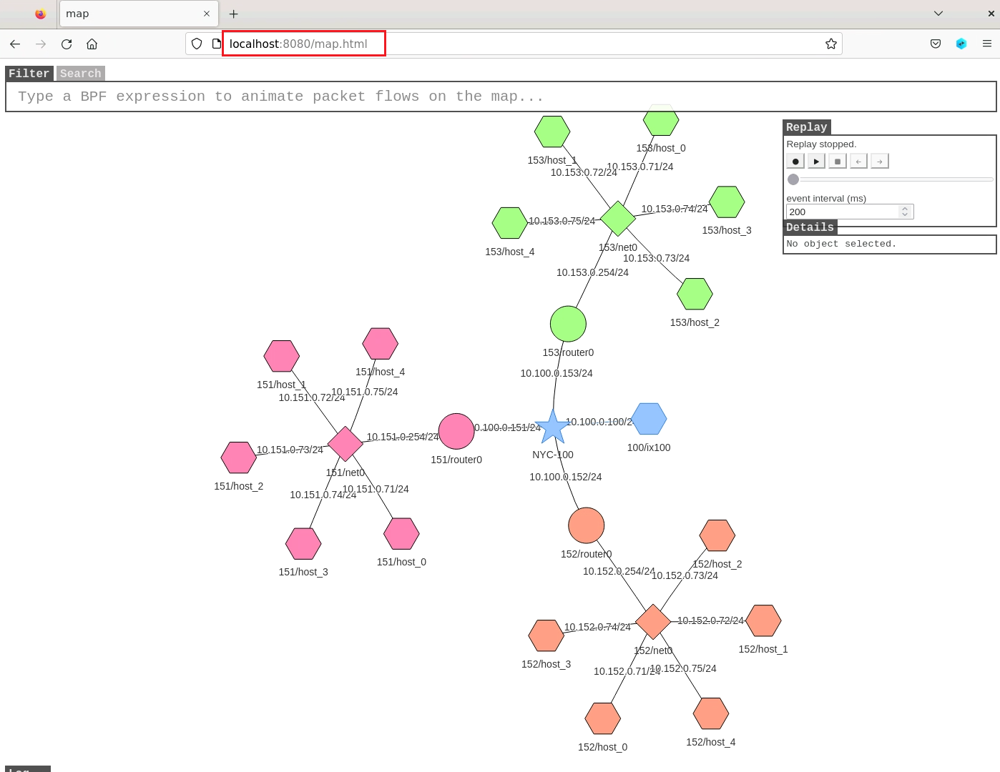 map
localhost:8080/map.html
Filter Search
Type a BPF expression to animate packet flows on the map...
Replay
Replay stopped.
event interval (ms)
200
Details
No object selected.
153/host_1
153/host_0
10.153.0.72/24
10.153.0.71/24
10.153.0.74/24
153/host_3
10.153.0.75/24
153/host_4
153/net0
10.153.0.73/24
10.153.0.254/24
153/host_2
153/router0
10.100.0.153/24
151/host_4
151/host_1
10.151.0.75/24
10.151.0.72/24
10.100.0.100/2
0.100.0.151/24
10.151.0.254/24
100/ix100
10.151.0.73/24
NYC-100
151/router0
151/net0
10.100.0.152/24
151/host_2
10.151.0.71/24
10.151.0.74/24
152/router0
151/host_0
152/host_2
151/host_3
10.152.0.254/24
10.152.0.73/24
10.152.0.72/24
10.152.0.74/24
152/host_1
152/net0
152/host_3
10.152.0.75/24
10.152.0.71/24
152/host_4
152/host_0